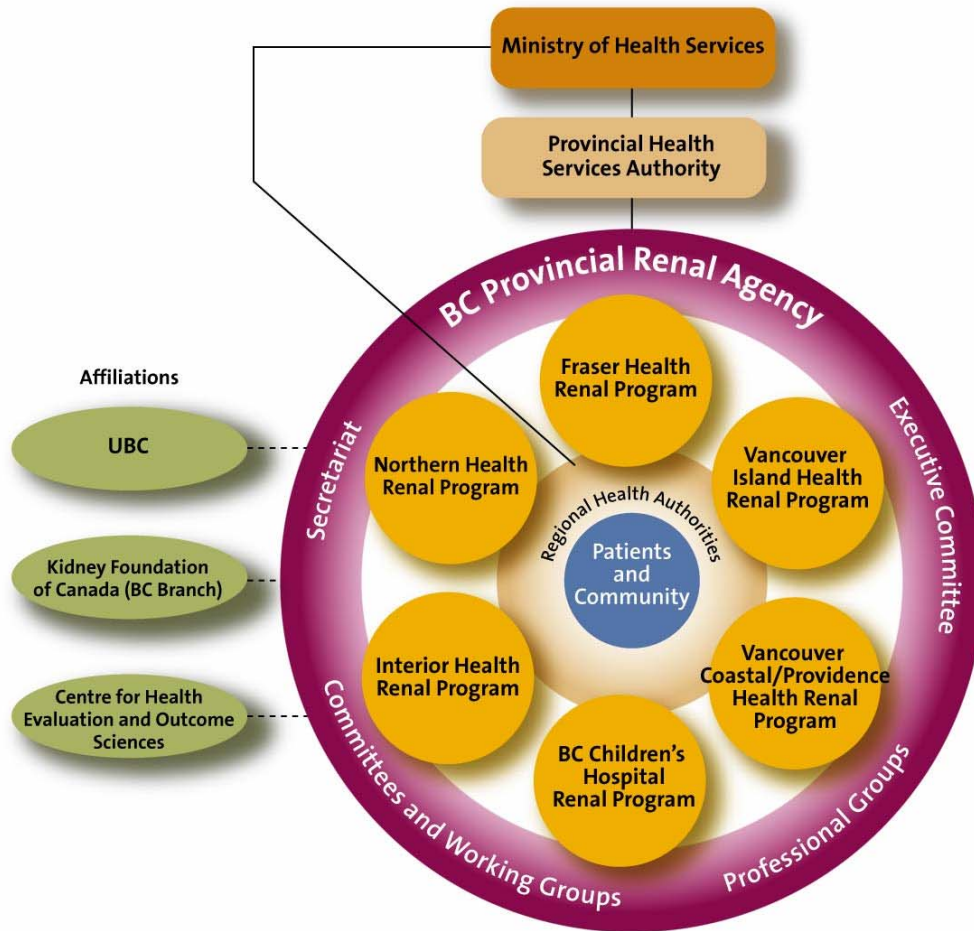 Ministry of Health Services
Provincial Health
Services Authority
BC Provincial Renal Agency
Fraser Health
Renal Program
Affiliations
UBC
Secretariat
Executive Committee
Northern Health
Renal Program
Vancouver
Island Health
Renal Program
Regional Health Authorities
Patients
and
Community
Kidney Foundation
of Canada (BC Branch)
Interior Health
Renal Program
Vancouver
Coastal/Providence
Health Renal
Program
Centre for Health
Evaluation and Outcome
Sciences
BC Children's
Hospital
Renal Program
Committees and Working Groups
Professional Groups